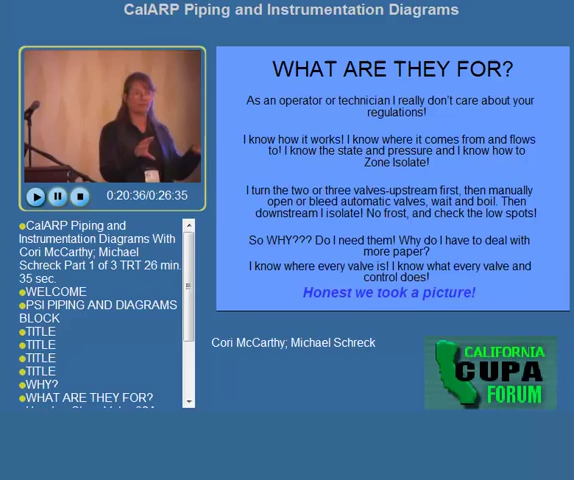 CalARP Piping and Instrumentation Diagrams
0:20:36/0:26:35
CalARP Piping and
Instrumentation Diagrams With
Cori McCarthy; Michael
Schreck Part 1 of 3 TRT 26 min.
35 sec.
WELCOME
PSI PIPING AND DIAGRAMS
BLOCK
TITLE
TITLE
TITLE
TITLE
WHY?
WHAT ARE THEY FOR?
WHAT ARE THEY FOR?
As an operator or technician I really don't care about your
regulations!
I know how it works! I know where it comes from and flows
to! I know the state and pressure and I know how to
Zone Isolate!
I turn the two or three valves-upstream first, then manually
open or bleed automatic valves, wait and boil. Then
downstream I isolate! No frost, and check the low spots!
So WHY??? Do I need them! Why do I have to deal with
more paper?
I know where every valve is! I know what every valve and
control does!
Honest we took a picture!
Cori McCarthy; Michael Schreck
CALIFORNIA
CUPA
FORUM